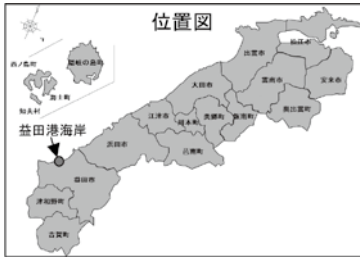 位置図
西ノ島町
隠岐の島町
海士町
知夫村
益田港海岸
松江市
出雲市
安来市
雲南市
大田市
奥出雲町
飯南町
美郷町
川本町
江津市
邑南町
浜田市
益田市
津和野町
吉賀町